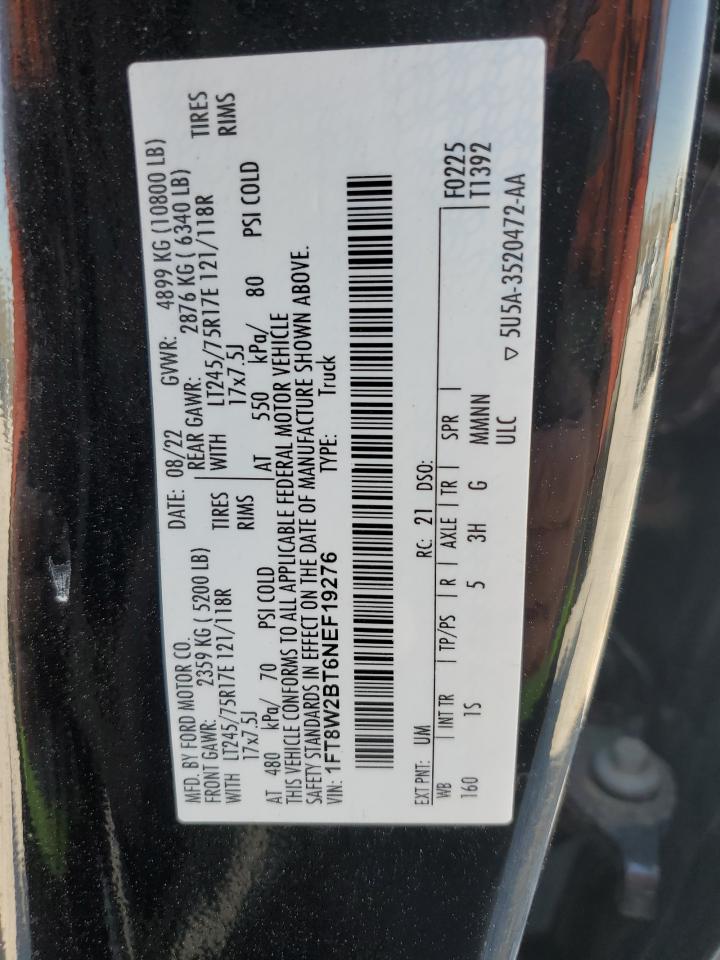 MFD. BY FORD MOTOR CO. DATE: 08/22 GVWR: 4899 KG (10800 LB)
FRONT GAWR: 2359 KG ( 5200 LB) REAR GAWR: 2876 KG ( 6340 LB)
WITH LT245/75R17E 121/118R TIRES WITH LT245/75R17E 121/118R TIRES
17x7.5J RIMS 17x7.5J RIMS
AT 480 kPa/ 70 PSI COLD AT 550 kPa/ 80 PSI COLD
THIS VEHICLE CONFORMS TO ALL APPLICABLE FEDERAL MOTOR VEHICLE
SAFETY STANDARDS IN EFFECT ON THE DATE OF MANUFACTURE SHOWN ABOVE.
VIN: 1FT8W2BT6NEF19276 TYPE: Truck
EXT PNT: UM RC: 21 DSO: F0225
WB INT TR TP/PS R AXLE TR SPR T1392
160 1S 5 3H G MMNN
ULC ▽ 5U5A-3520472-AA